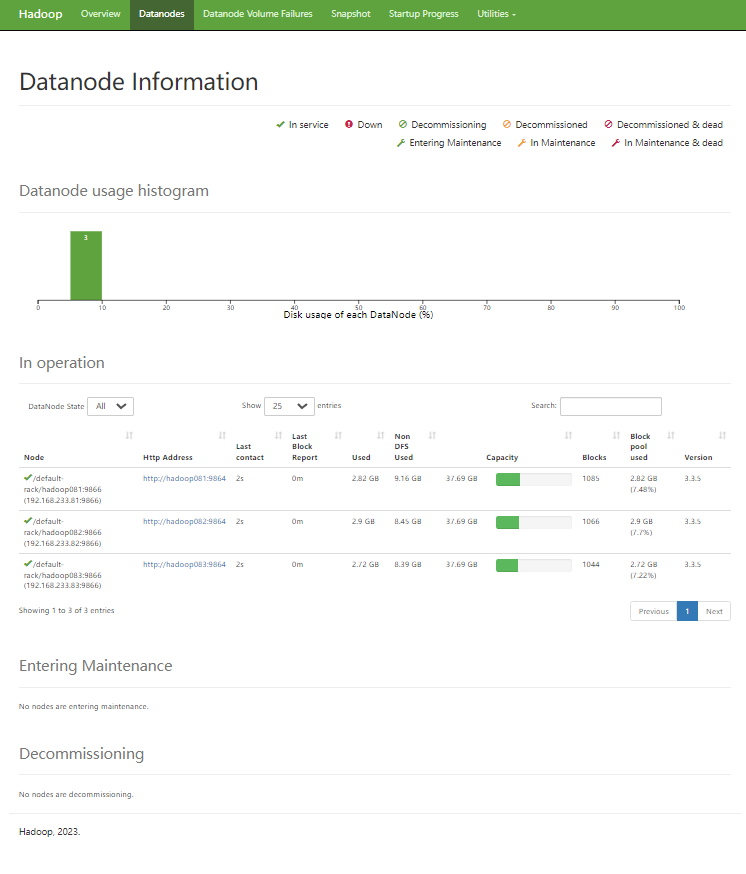 Hadoop Overview Datanodes Datanode Volume Failures Snapshot Startup Progress Utilities
Datanode Information
In service Down Decommissioning Decommissioned Decommissioned & dead
Entering Maintenance In Maintenance In Maintenance & dead
Datanode usage histogram
3
0 10 20 30 40 50 60 70 80 90 100
Disk usage of each DataNode (%)
In operation
DataNode State All Show 25 entries Search:
Node Http Address Last contact Last Block Report Used Non DFS Used Capacity Blocks Block pool used Version
/default-
rack/hadoop081:9866
(192.168.233.81:9866) http://hadoop081:9864 2s 0m 2.82 GB 9.16 GB 37.69 GB 1085 2.82 GB (7.48%) 3.3.5
/default-
rack/hadoop082:9866
(192.168.233.82:9866) http://hadoop082:9864 2s 0m 2.9 GB 8.45 GB 37.69 GB 1066 2.9 GB (7.7%) 3.3.5
/default-
rack/hadoop083:9866
(192.168.233.83:9866) http://hadoop083:9864 2s 0m 2.72 GB 8.39 GB 37.69 GB 1044 2.72 GB (7.22%) 3.3.5
Showing 1 to 3 of 3 entries Previous 1 Next
Entering Maintenance
No nodes are entering maintenance.
Decommissioning
No nodes are decommissioning.
Hadoop, 2023.